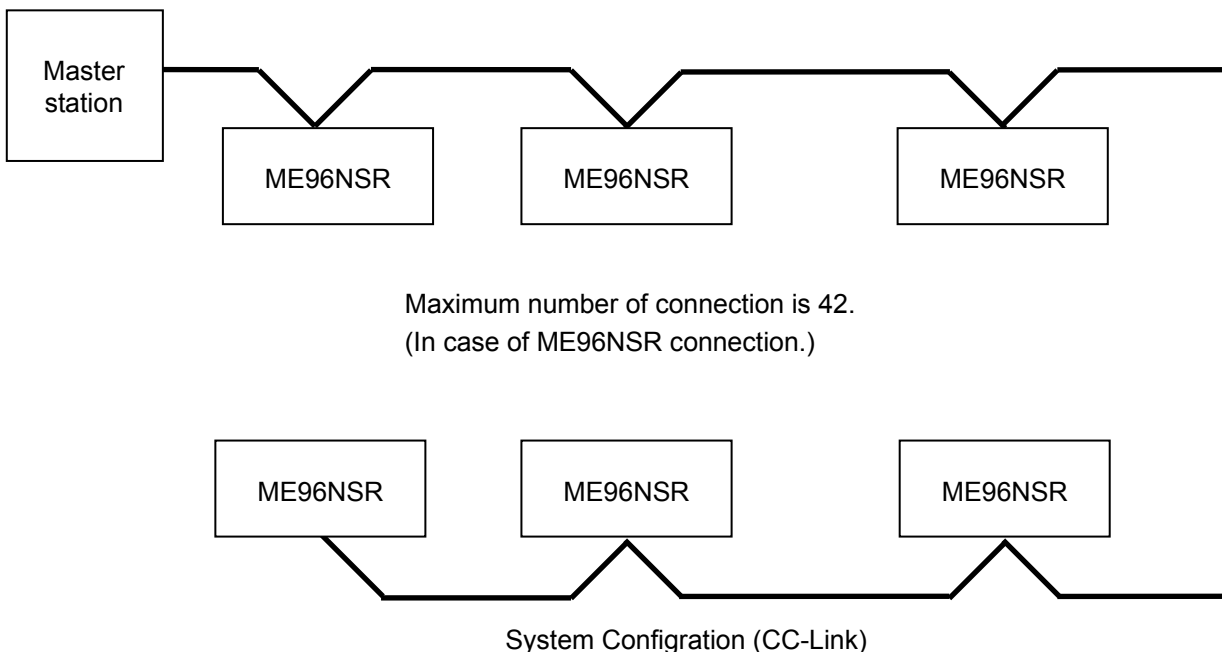 Master
station
ME96NSR
ME96NSR
ME96NSR
Maximum number of connection is 42.
(In case of ME96NSR connection.)
ME96NSR
ME96NSR
ME96NSR
System Configration (CC-Link)